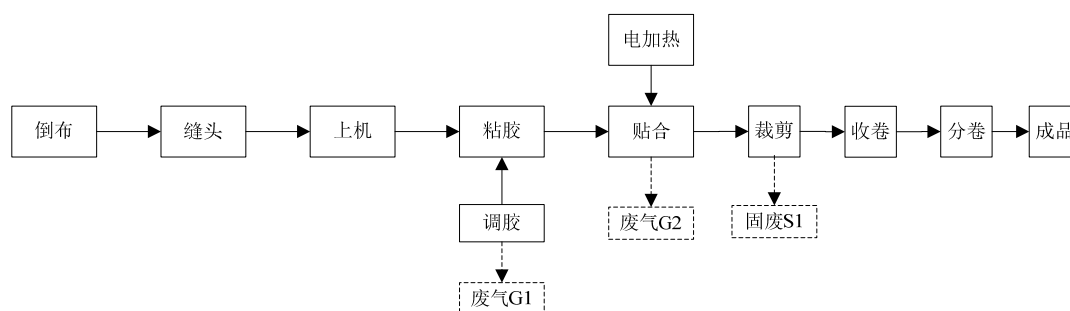 电加热
倒布
缝头
上机
粘胶
贴合
裁剪
收卷
分卷
成品
调胶
废气G2
固废S1
废气G1